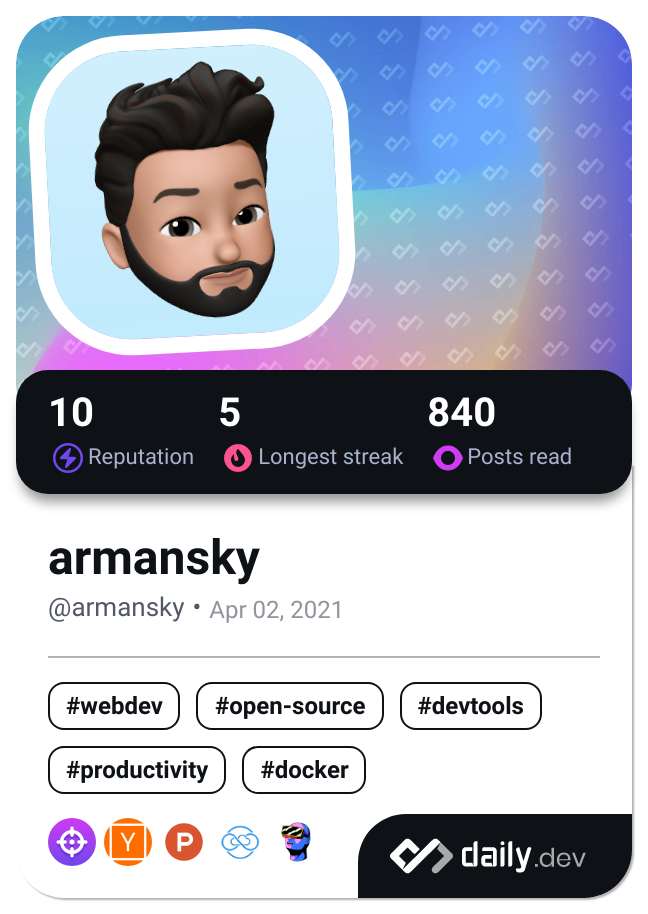 10 5 840
Reputation Longest streak Posts read
armansky
@armansky • Apr 02, 2021
#webdev #open-source #devtools
#productivity #docker
Y P
daily.dev